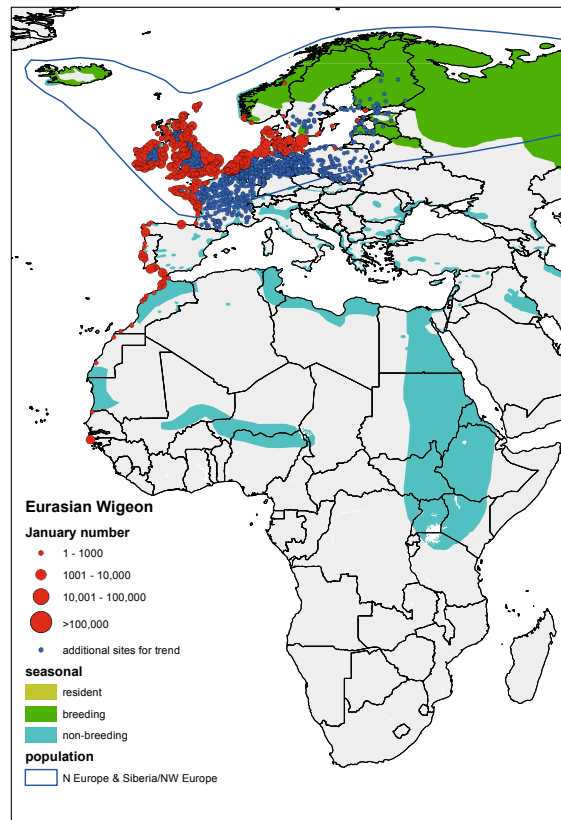 Eurasian Wigeon
January number
1 - 1000
1001 - 10,000
10,001 - 100,000
>100,000
additional sites for trend
seasonal
resident
breeding
non-breeding
population
N Europe & Siberia/NW Europe